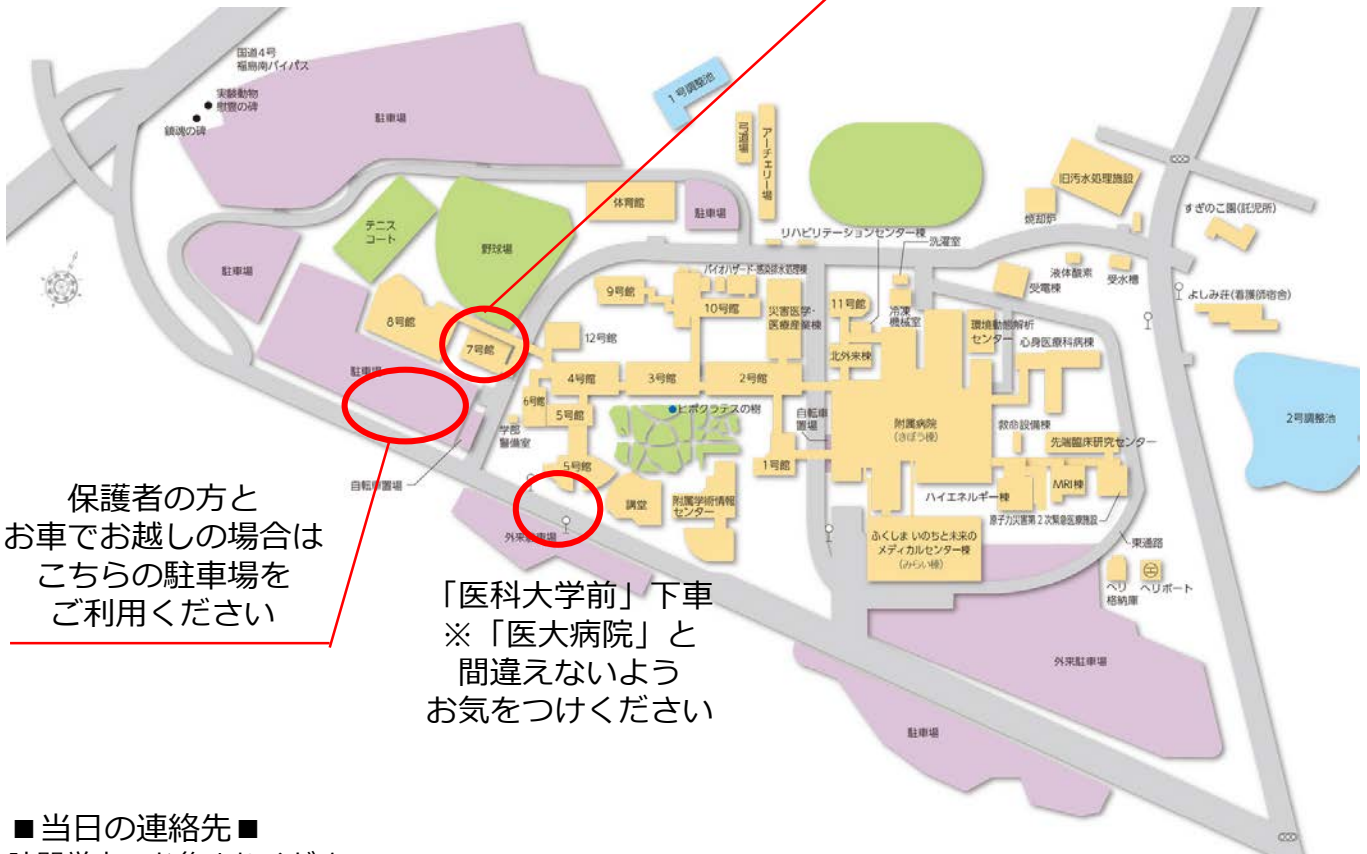 国道4号
福島南バイパス
実験動物
慰霊の碑
鎮魂の碑
駐車場
1号調整池
弓道場
アーチェリー場
体育館
駐車場
テニス
コート
野球場
駐車場
旧汚水処理施設
焼却炉
すぎのこ園(託児所)
リハビリテーションセンター棟
洗濯室
バイオハザード・感染排水処理棟
9号館
10号館
災害医学・
医療産業棟
11号館
冷凍
機械室
受電棟
液体酸素
受水槽
よしみ荘(看護師宿舎)
環境動態解析
センター
心身医療科病棟
8号館
7号館
12号館
北外来棟
駐車場
4号館
3号館
2号館
6号館
5号館
ヒポクラテスの樹
自転車
置場
附属病院
(きぼう棟)
救命設備棟
先端臨床研究センター
2号調整池
学部
警備室
5号館
1号館
自転車置場
講堂
附属学術情報
センター
ハイエネルギー棟
MRI棟
原子力災害第2次緊急医療施設
外来駐車場
ふくしま いのちと未来の
メディカルセンター棟
(みらい棟)
東通路
ヘリ
格納庫
ヘリポート
外来駐車場
駐車場
保護者の方と
お車でお越しの場合は
こちらの駐車場を
ご利用ください
「医科大学前」下車
※「医大病院」と
間違えないよう
お気をつけください
■当日の連絡先■